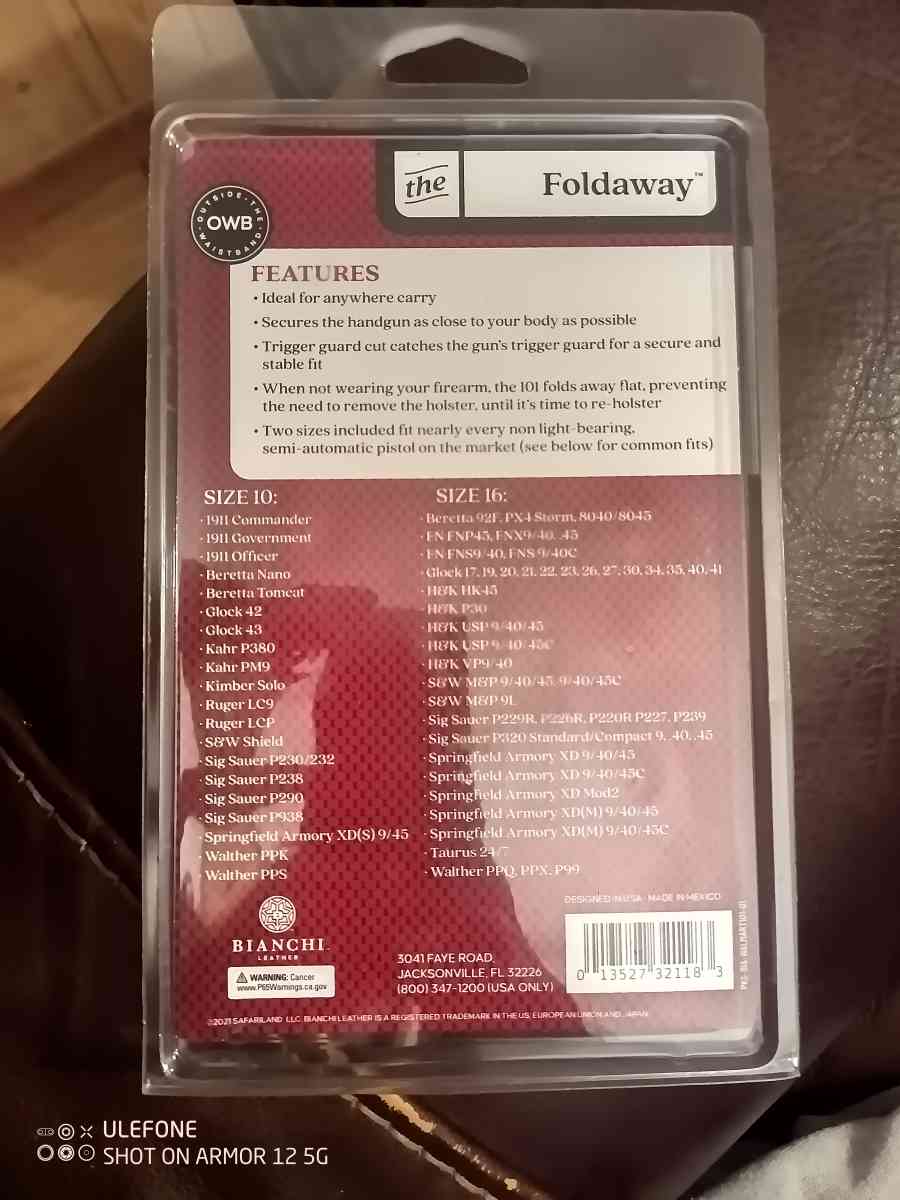 the
Foldaway™
OUTSIDE·THE·
OWB
WAISTBAND
FEATURES
• Ideal for anywhere carry
• Secures the handgun as close to your body as possible
• Trigger guard cut catches the gun's trigger guard for a secure and
stable fit
• When not wearing your firearm, the 101 folds away flat, preventing
the need to remove the holster, until it's time to re-holster
• Two sizes included fit nearly every non light-bearing,
semi-automatic pistol on the market (see below for common fits)
SIZE 10:
· 1911 Commander
· 1911 Government
· 1911 Officer
· Beretta Nano
· Beretta Tomcat
· Glock 42
· Glock 43
· Kahr P380
· Kahr PM9
· Kimber Solo
· Ruger LC9
· Ruger LCP
· S&W Shield
· Sig Sauer P230/232
· Sig Sauer P238
· Sig Sauer P290
· Sig Sauer P938
· Springfield Armory XD(S) 9/45
· Walther PPK
· Walther PPS
SIZE 16:
· Beretta 92F, PX4 Storm, 8040/8045
· FN FNP45, FNX9/40, .45
· FN FNS9/40, FNS 9/40C
· Glock 17, 19, 20, 21, 22, 23, 26, 27, 30, 34, 35, 40, 41
· H&K HK45
· H&K P30
· H&K USP 9/40/45
· H&K USP 9/40/45C
· H&K VP9/40
· S&W M&P 9/40/45, 9/40/45C
· S&W M&P 9L
· Sig Sauer P229R, P226R, P220R P227, P239
· Sig Sauer P320 Standard/Compact 9, .40, .45
· Springfield Armory XD 9/40/45
· Springfield Armory XD 9/40/45C
· Springfield Armory XD Mod2
· Springfield Armory XD(M) 9/40/45
· Springfield Armory XD(M) 9/40/45C
· Taurus 24/7
· Walther PPQ, PPX, P99
BIANCHI
LEATHER
WARNING: Cancer
www.P65Warnings.ca.gov
3041 FAYE ROAD
JACKSONVILLE, FL 32226
(800) 347-1200 (USA ONLY)
DESIGNED IN USA · MADE IN MEXICO
0 13527 32118 3
PKG-BIA-WALMART101-01
©2021 SAFARILAND, LLC. BIANCHI LEATHER IS A REGISTERED TRADEMARK IN THE US, EUROPEAN UNION AND JAPAN.
ULEFONE
SHOT ON ARMOR 12 5G